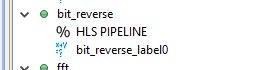 bit_reverse
% HLS PIPELINE
bit_reverse_label0
fft